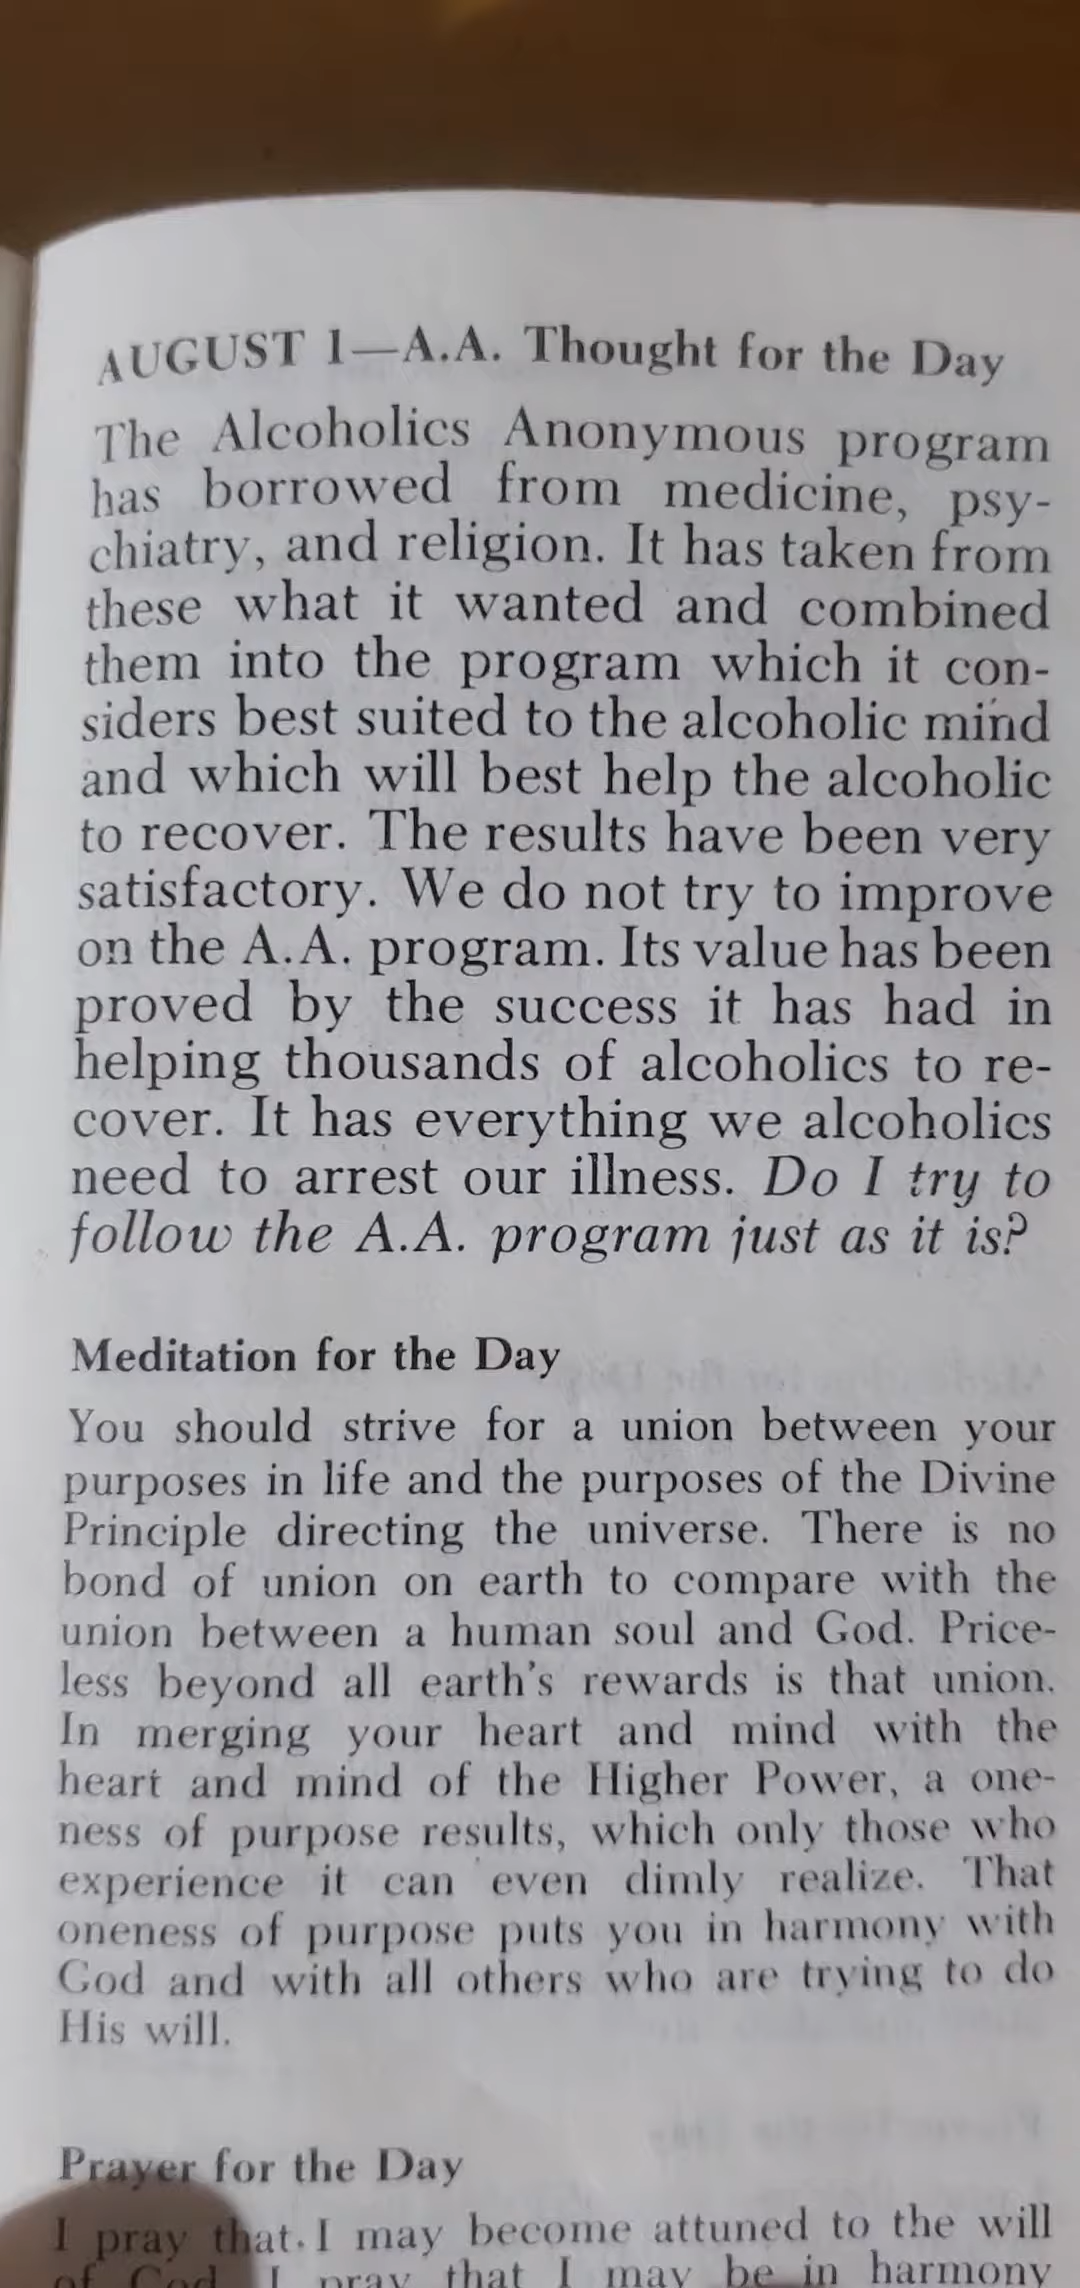 AUGUST 1—A.A. Thought for the Day
The Alcoholics Anonymous program
has borrowed from medicine, psy-
chiatry, and religion. It has taken from
these what it wanted and combined
them into the program which it con-
siders best suited to the alcoholic mind
and which will best help the alcoholic
to recover. The results have been very
satisfactory. We do not try to improve
on the A.A. program. Its value has been
proved by the success it has had in
helping thousands of alcoholics to re-
cover. It has everything we alcoholics
need to arrest our illness. Do I try to
follow the A.A. program just as it is?
Meditation for the Day
You should strive for a union between your
purposes in life and the purposes of the Divine
Principle directing the universe. There is no
bond of union on earth to compare with the
union between a human soul and God. Price-
less beyond all earth's rewards is that union.
In merging your heart and mind with the
heart and mind of the Higher Power, a one-
ness of purpose results, which only those who
experience it can even dimly realize. That
oneness of purpose puts you in harmony with
God and with all others who are trying to do
His will.
Prayer for the Day
I pray that I may become attuned to the will
of God. I pray that I may be in harmony